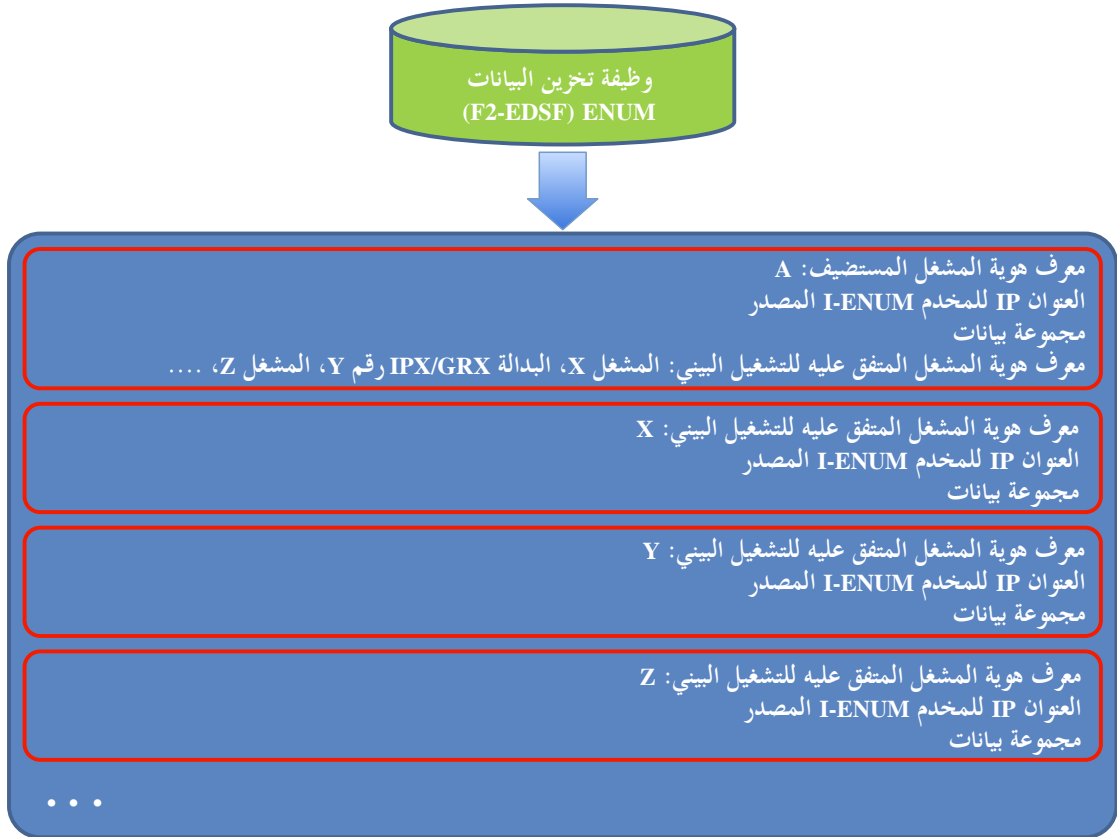 وظيفة تخزين البيانات
ENUM (F2-EDSF)
معرف هوية المشغل المستضيف: A
العنوان IP للمخدم I-ENUM المصدر
مجموعة بيانات
معرف هوية المشغل المتفق عليه للتشغيل البيني: المشغل X، البدالة IPX/GRX رقم Y، المشغل Z، ....
معرف هوية المشغل المتفق عليه للتشغيل البيني: X
العنوان IP للمخدم I-ENUM المصدر
مجموعة بيانات
معرف هوية المشغل المتفق عليه للتشغيل البيني: Y
العنوان IP للمخدم I-ENUM المصدر
مجموعة بيانات
معرف هوية المشغل المتفق عليه للتشغيل البيني: Z
العنوان IP للمخدم I-ENUM المصدر
مجموعة بيانات
...